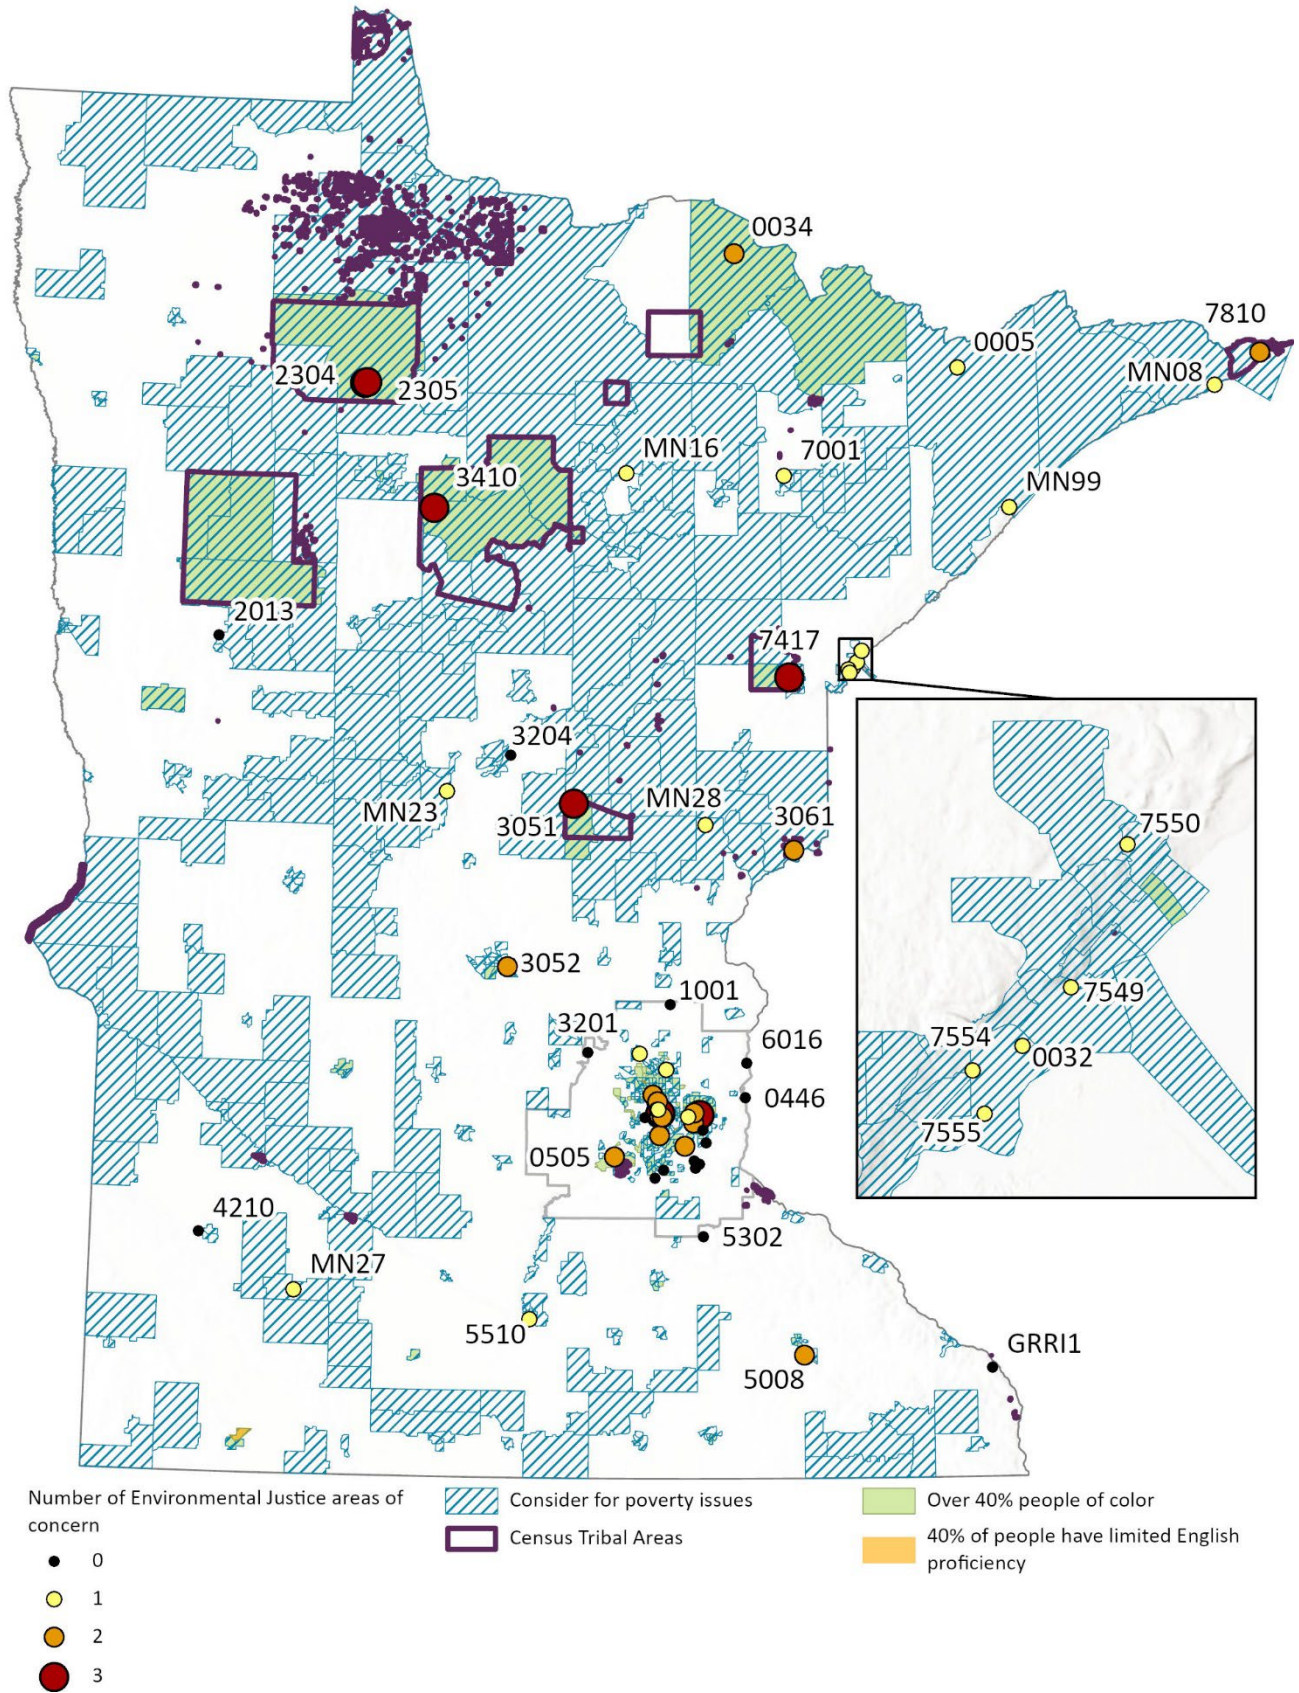 0034
7810
0005
MN08
2304
2305
MN16
7001
3410
MN99
2013
7417
3204
MN23
MN28
3051
3061
7550
3052
7549
1001
3201
6016
7554
0032
0446
7555
0505
4210
5302
MN27
5510
GRRI1
5008
Number of Environmental Justice areas of
concern
0
1
2
3
Consider for poverty issues
Census Tribal Areas
Over 40% people of color
40% of people have limited English
proficiency